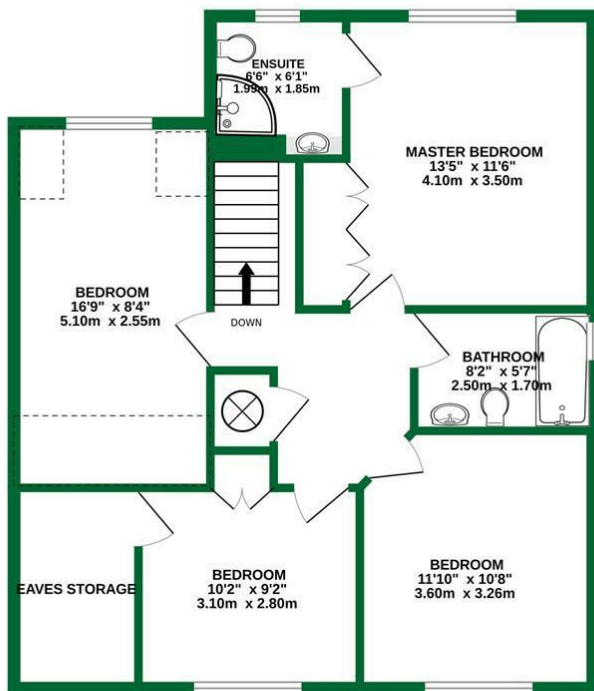 ENSUITE
6'6" x 6'1"
1.99m x 1.85m
MASTER BEDROOM
13'5" x 11'6"
4.10m x 3.50m
BEDROOM
16'9" x 8'4"
5.10m x 2.55m
DOWN
BATHROOM
8'2" x 5'7"
2.50m x 1.70m
EAVES STORAGE
BEDROOM
10'2" x 9'2"
3.10m x 2.80m
BEDROOM
11'10" x 10'8"
3.60m x 3.26m